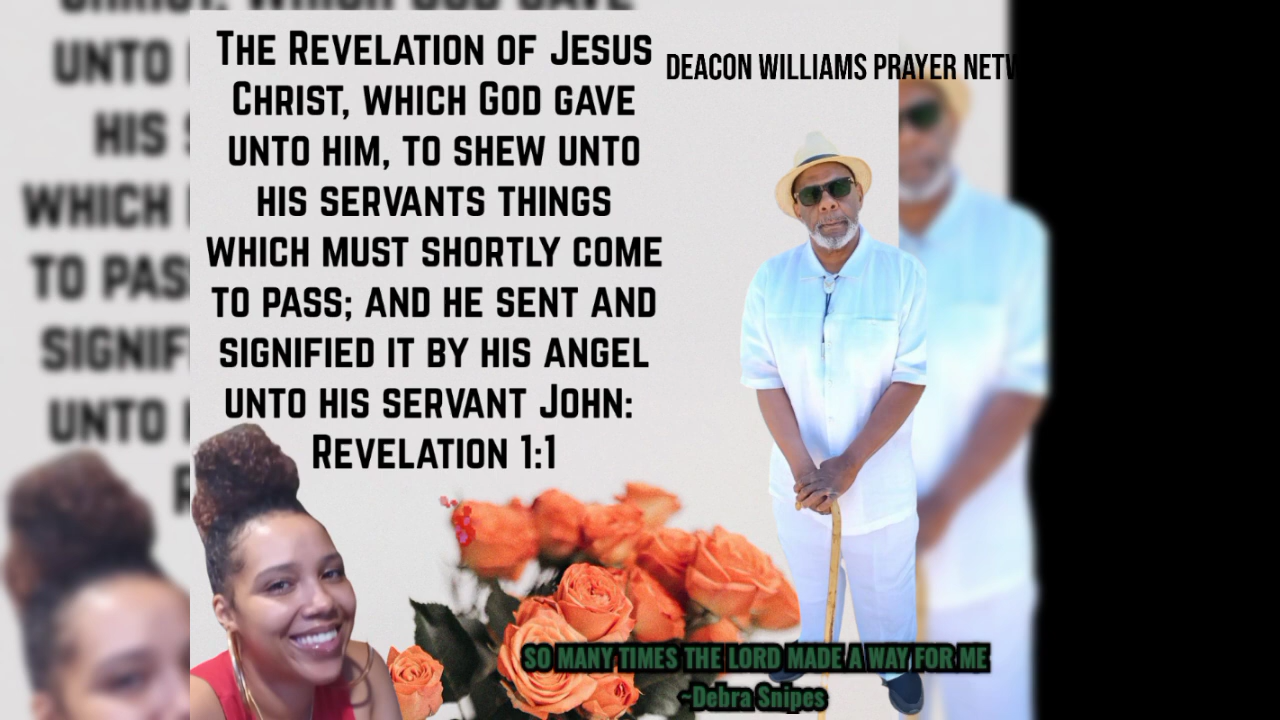 The Revelation of Jesus
Christ, which God gave
unto him, to shew unto
his servants things
which must shortly come
to pass; and he sent and
signified it by his angel
unto his servant John:
Revelation 1:1
DEACON WILLIAMS PRAYER
SO MANY TIMES THE LORD MADE A WAY FOR ME
~Debra Snipes